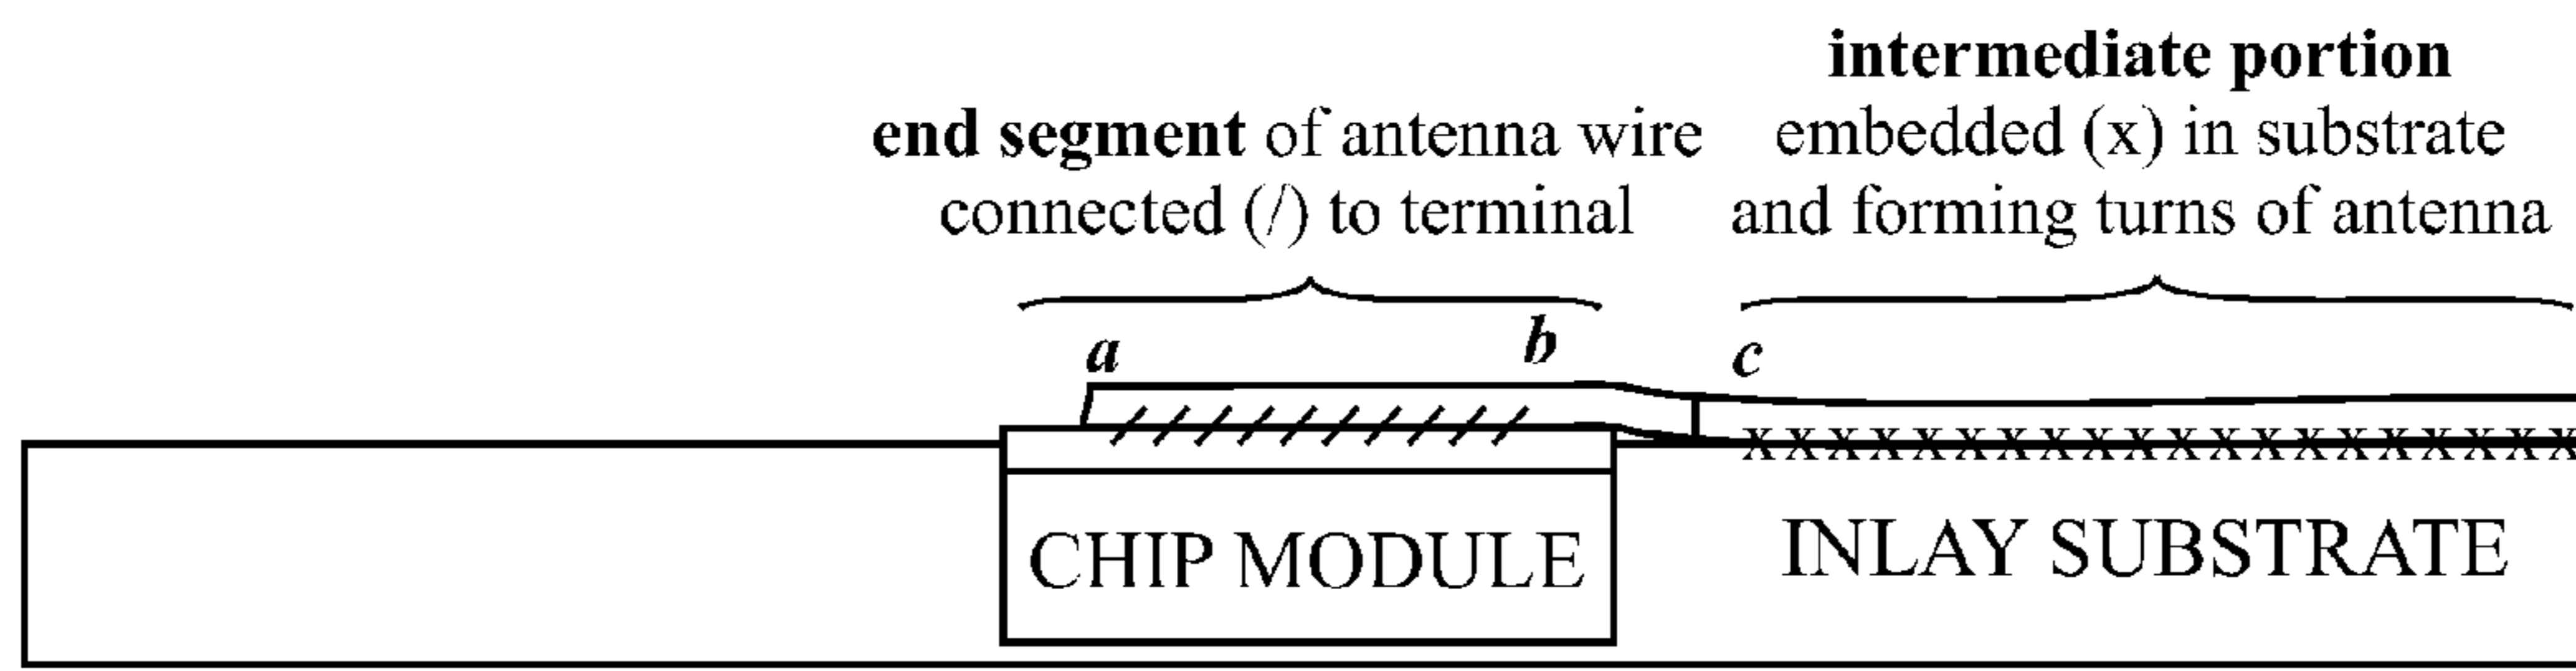 intermediate portion
end segment of antenna wire
embedded (x) in substrate
connected (/) to terminal
and forming turns of antenna
a
b
c
//////////
xxxxxxxxxxxxxxxxxxxx
CHIP MODULE
INLAY SUBSTRATE